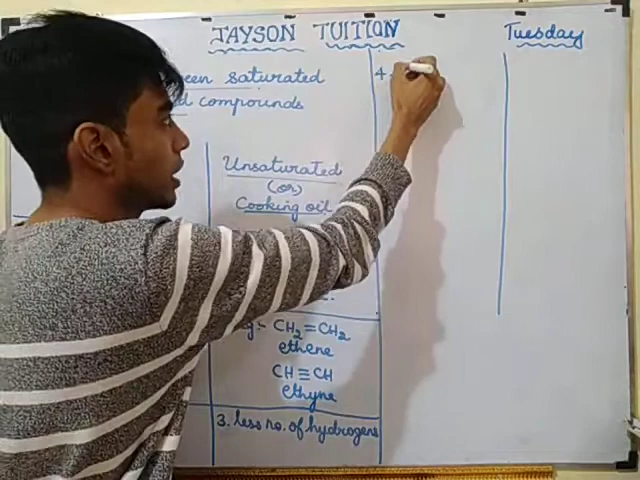 JAYSON TUITION
Tuesday
saturated
compounds
4
Unsaturated
(or)
Cooking oil
CH₂=CH₂
ethene
CH≡CH
ethyne
3. less no. of hydrogens